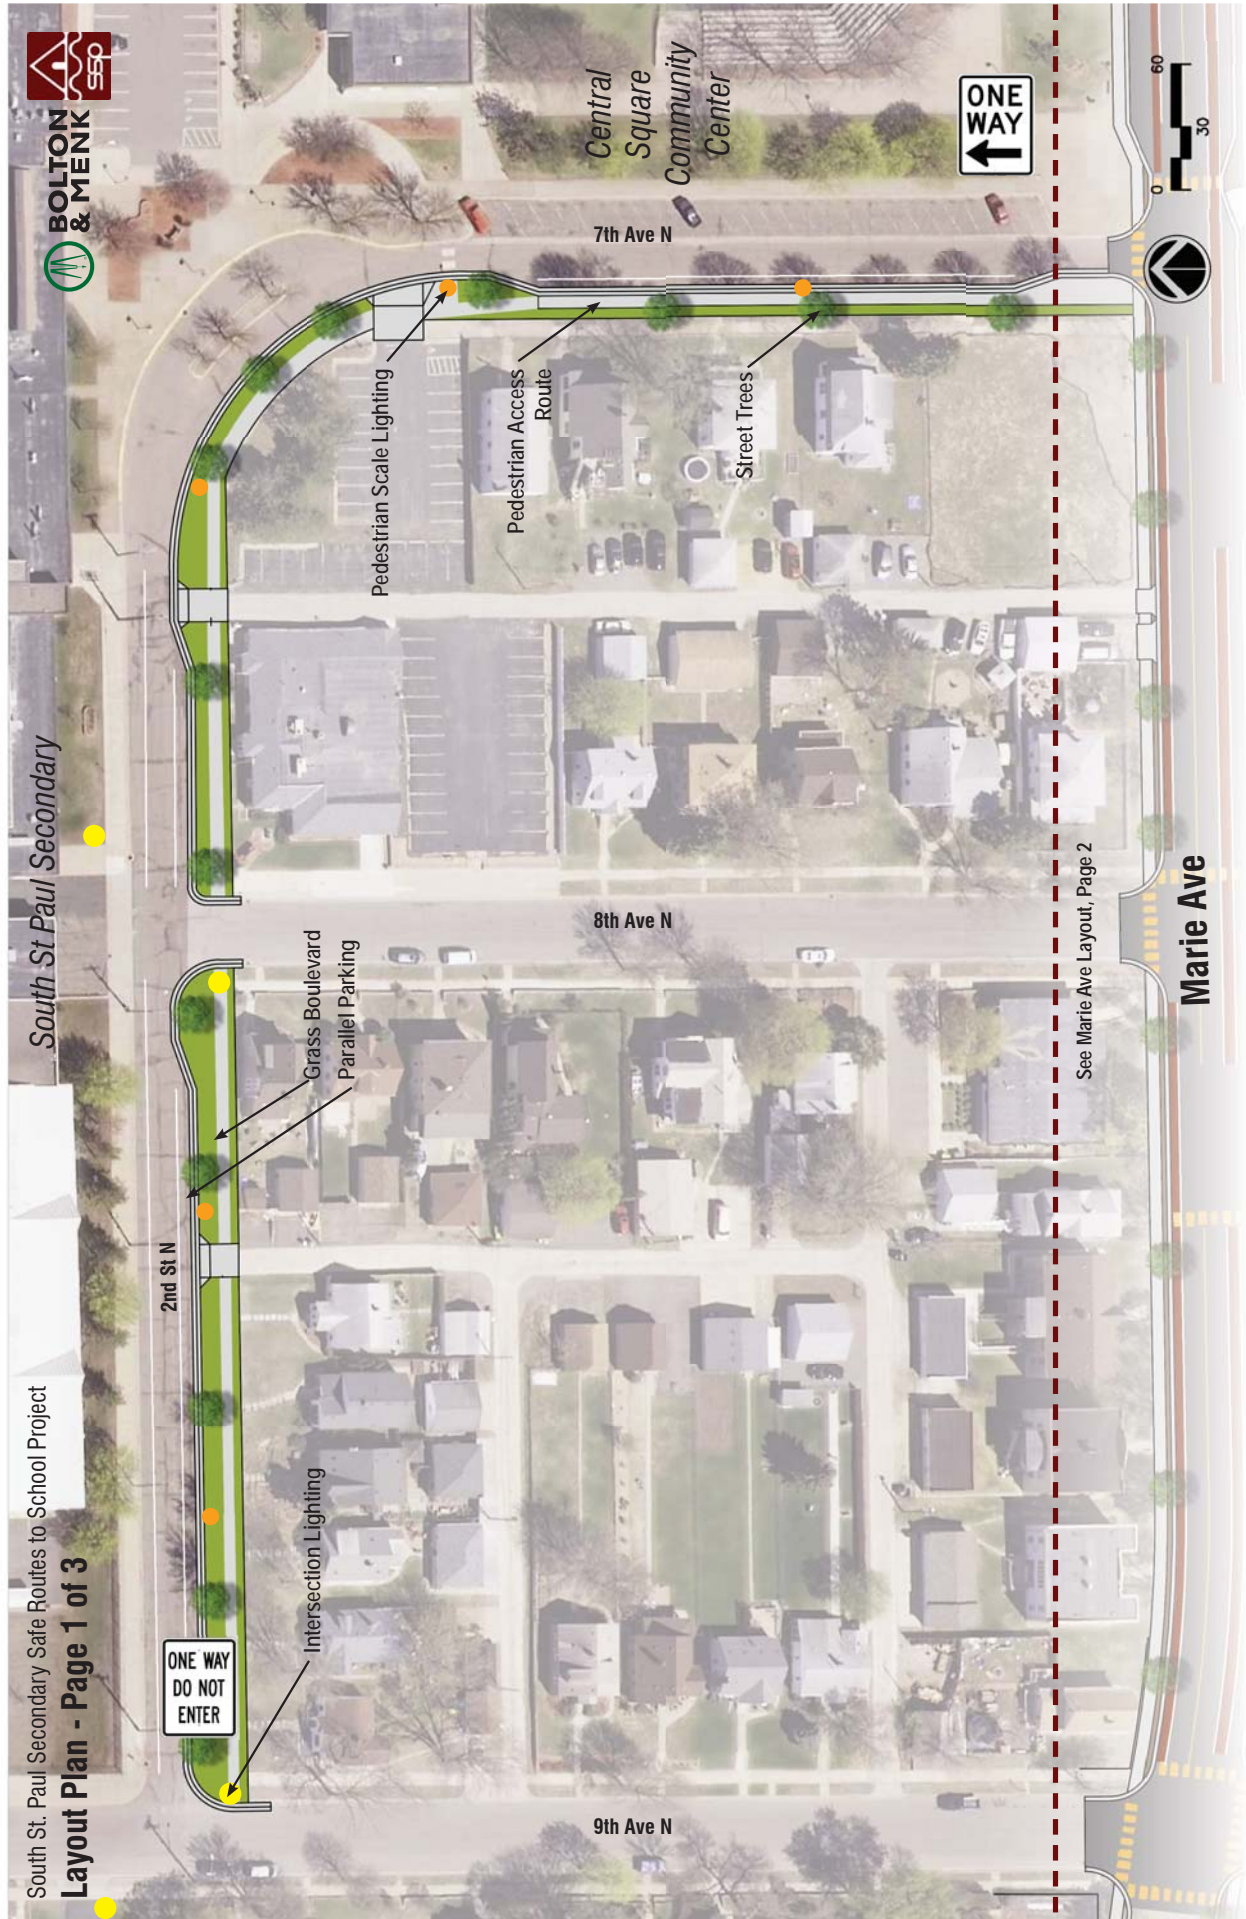 South St. Paul Secondary Safe Routes to School Project
Layout Plan - Page 1 of 3
BOLTON
& MENK
SSP
South St Paul Secondary
Central
Square
Community
Center
2nd St N
7th Ave N
8th Ave N
9th Ave N
Marie Ave
ONE WAY
DO NOT
ENTER
ONE
WAY
Intersection Lighting
Grass Boulevard
Parallel Parking
Pedestrian Scale Lighting
Pedestrian Access
Route
Street Trees
See Marie Ave Layout, Page 2
0
30
60